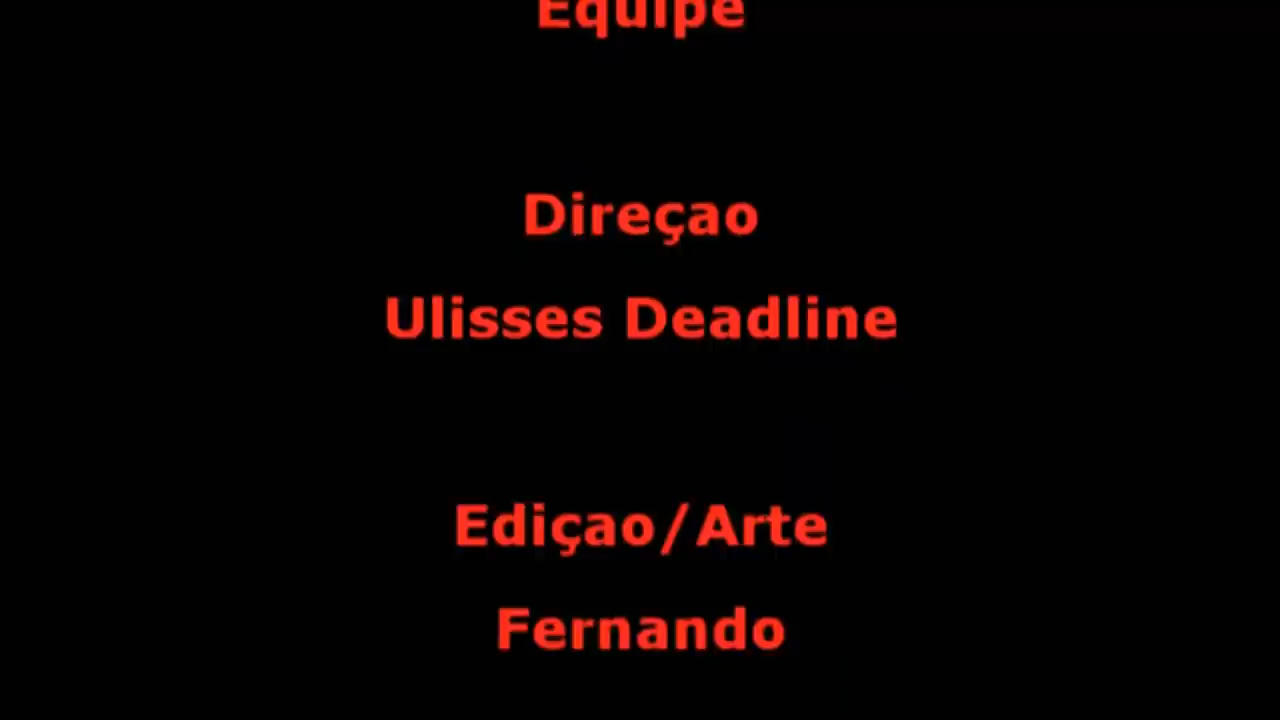 Equipe
Direçao
Ulisses Deadline
Ediçao/Arte
Fernando